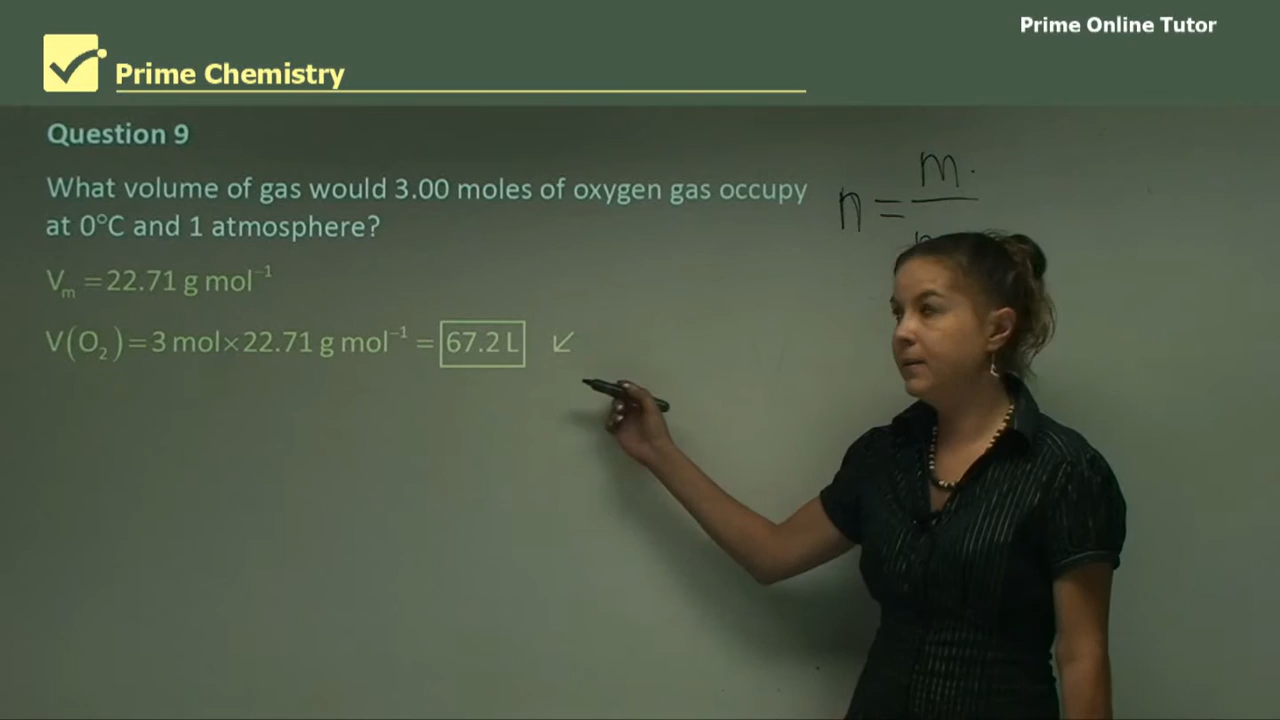 Prime Online Tutor
Prime Chemistry
Question 9
What volume of gas would 3.00 moles of oxygen gas occupy
at 0°C and 1 atmosphere?
Vₘ = 22.71 g mol⁻¹
V(O₂) = 3 mol × 22.71 g mol⁻¹ = 67.2 L
n = m